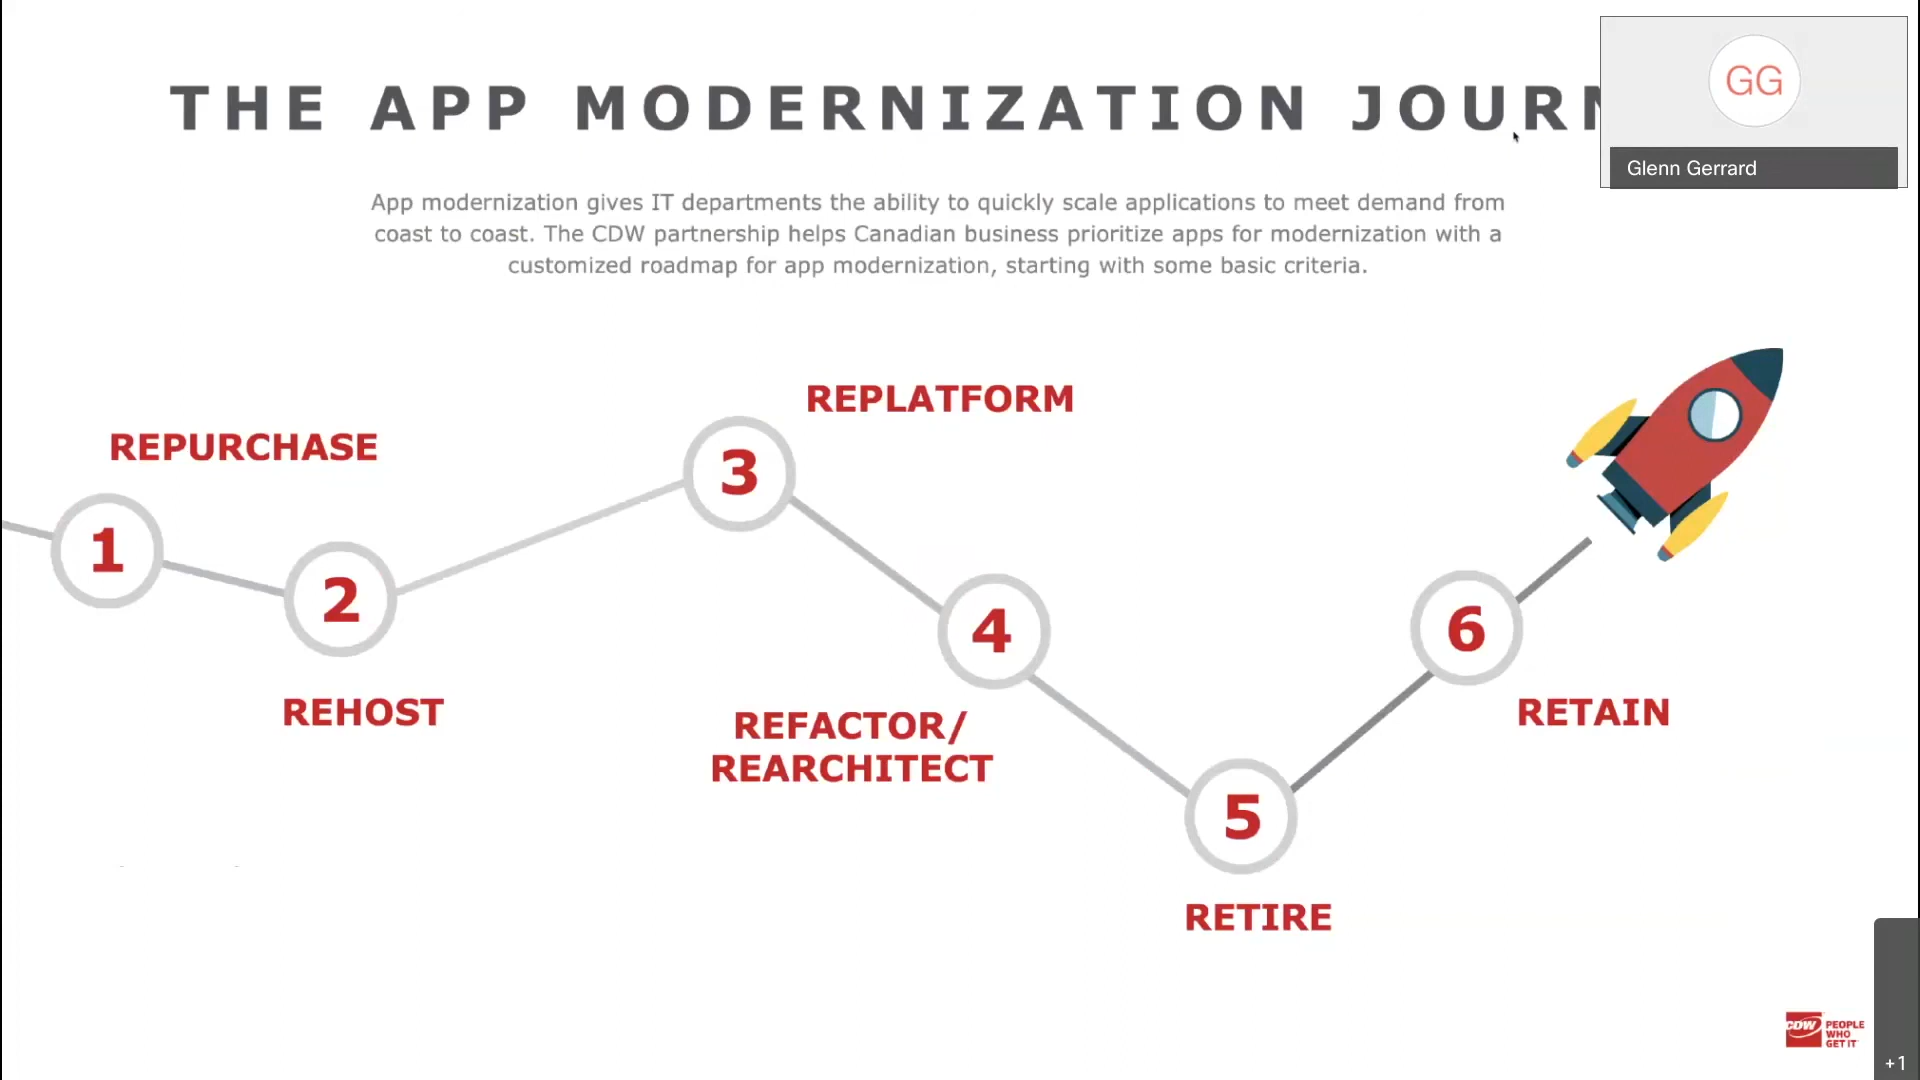 THE APP MODERNIZATION JOURN
GG
Glenn Gerrard
App modernization gives IT departments the ability to quickly scale applications to meet demand from
coast to coast. The CDW partnership helps Canadian business prioritize apps for modernization with a
customized roadmap for app modernization, starting with some basic criteria.
REPURCHASE
1
2
REHOST
3
REPLATFORM
4
REFACTOR/
REARCHITECT
5
RETIRE
6
RETAIN
CDW
PEOPLE
WHO
GET IT
+1